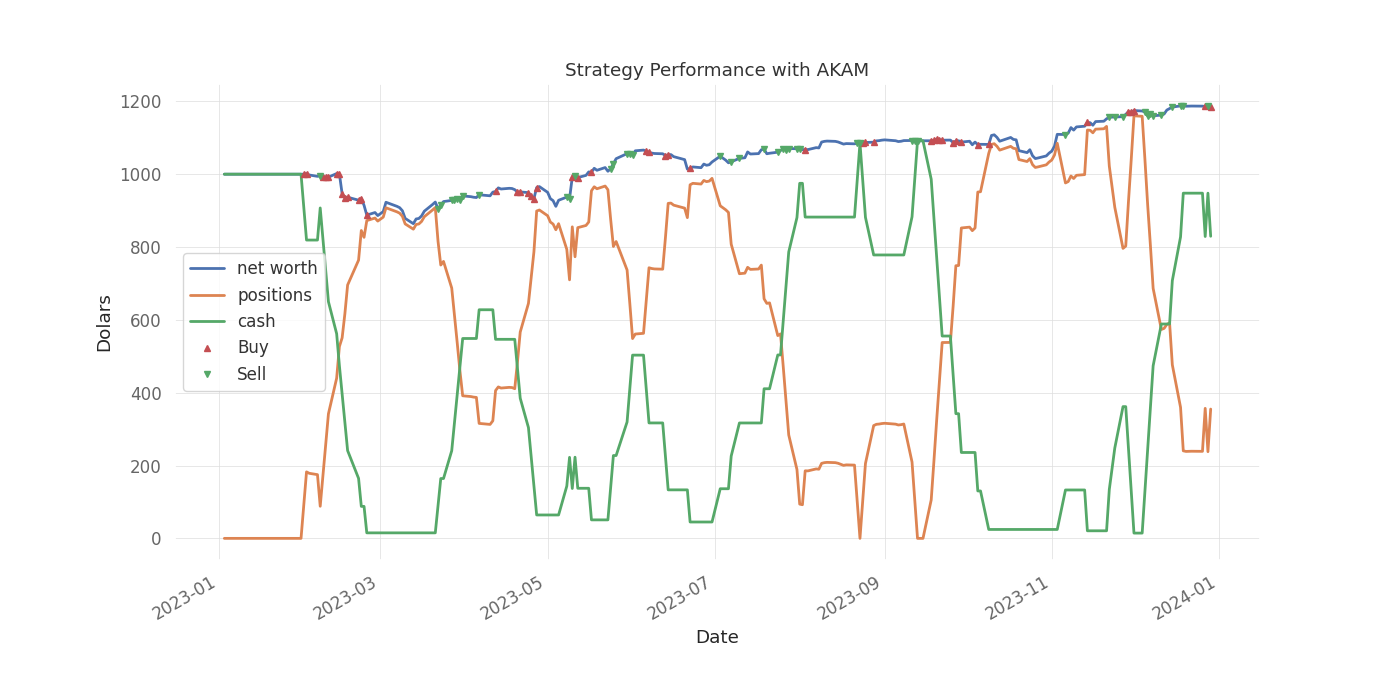 Strategy Performance with AKAM
1200
1000
800
600
400
200
0
Dolars
net worth
positions
cash
Buy
Sell
2023-01
2023-03
2023-05
2023-07
2023-09
2023-11
2024-01
Date